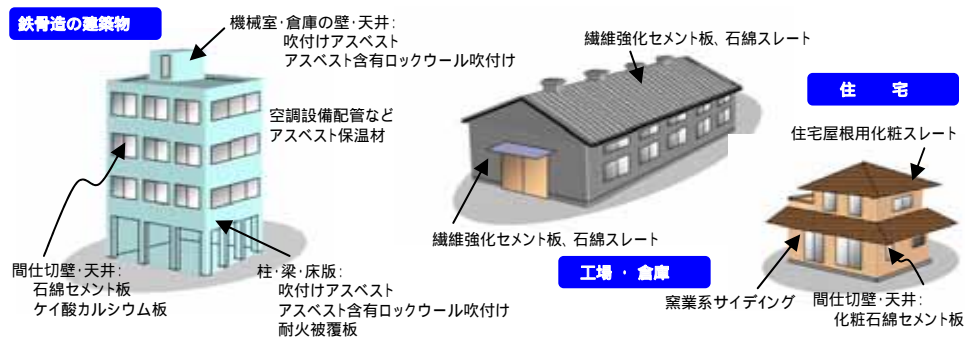 鉄骨造の建築物
機械室・倉庫の壁・天井:
吹付けアスベスト
アスベスト含有ロックウール吹付け
空調設備配管など
アスベスト保温材
間仕切壁・天井:
石綿セメント板
ケイ酸カルシウム板
柱・梁・床版:
吹付けアスベスト
アスベスト含有ロックウール吹付け
耐火被覆板
繊維強化セメント板、石綿スレート
繊維強化セメント板、石綿スレート
工場・倉庫
住 宅
住宅屋根用化粧スレート
窯業系サイディング
間仕切壁・天井:
化粧石綿セメント板